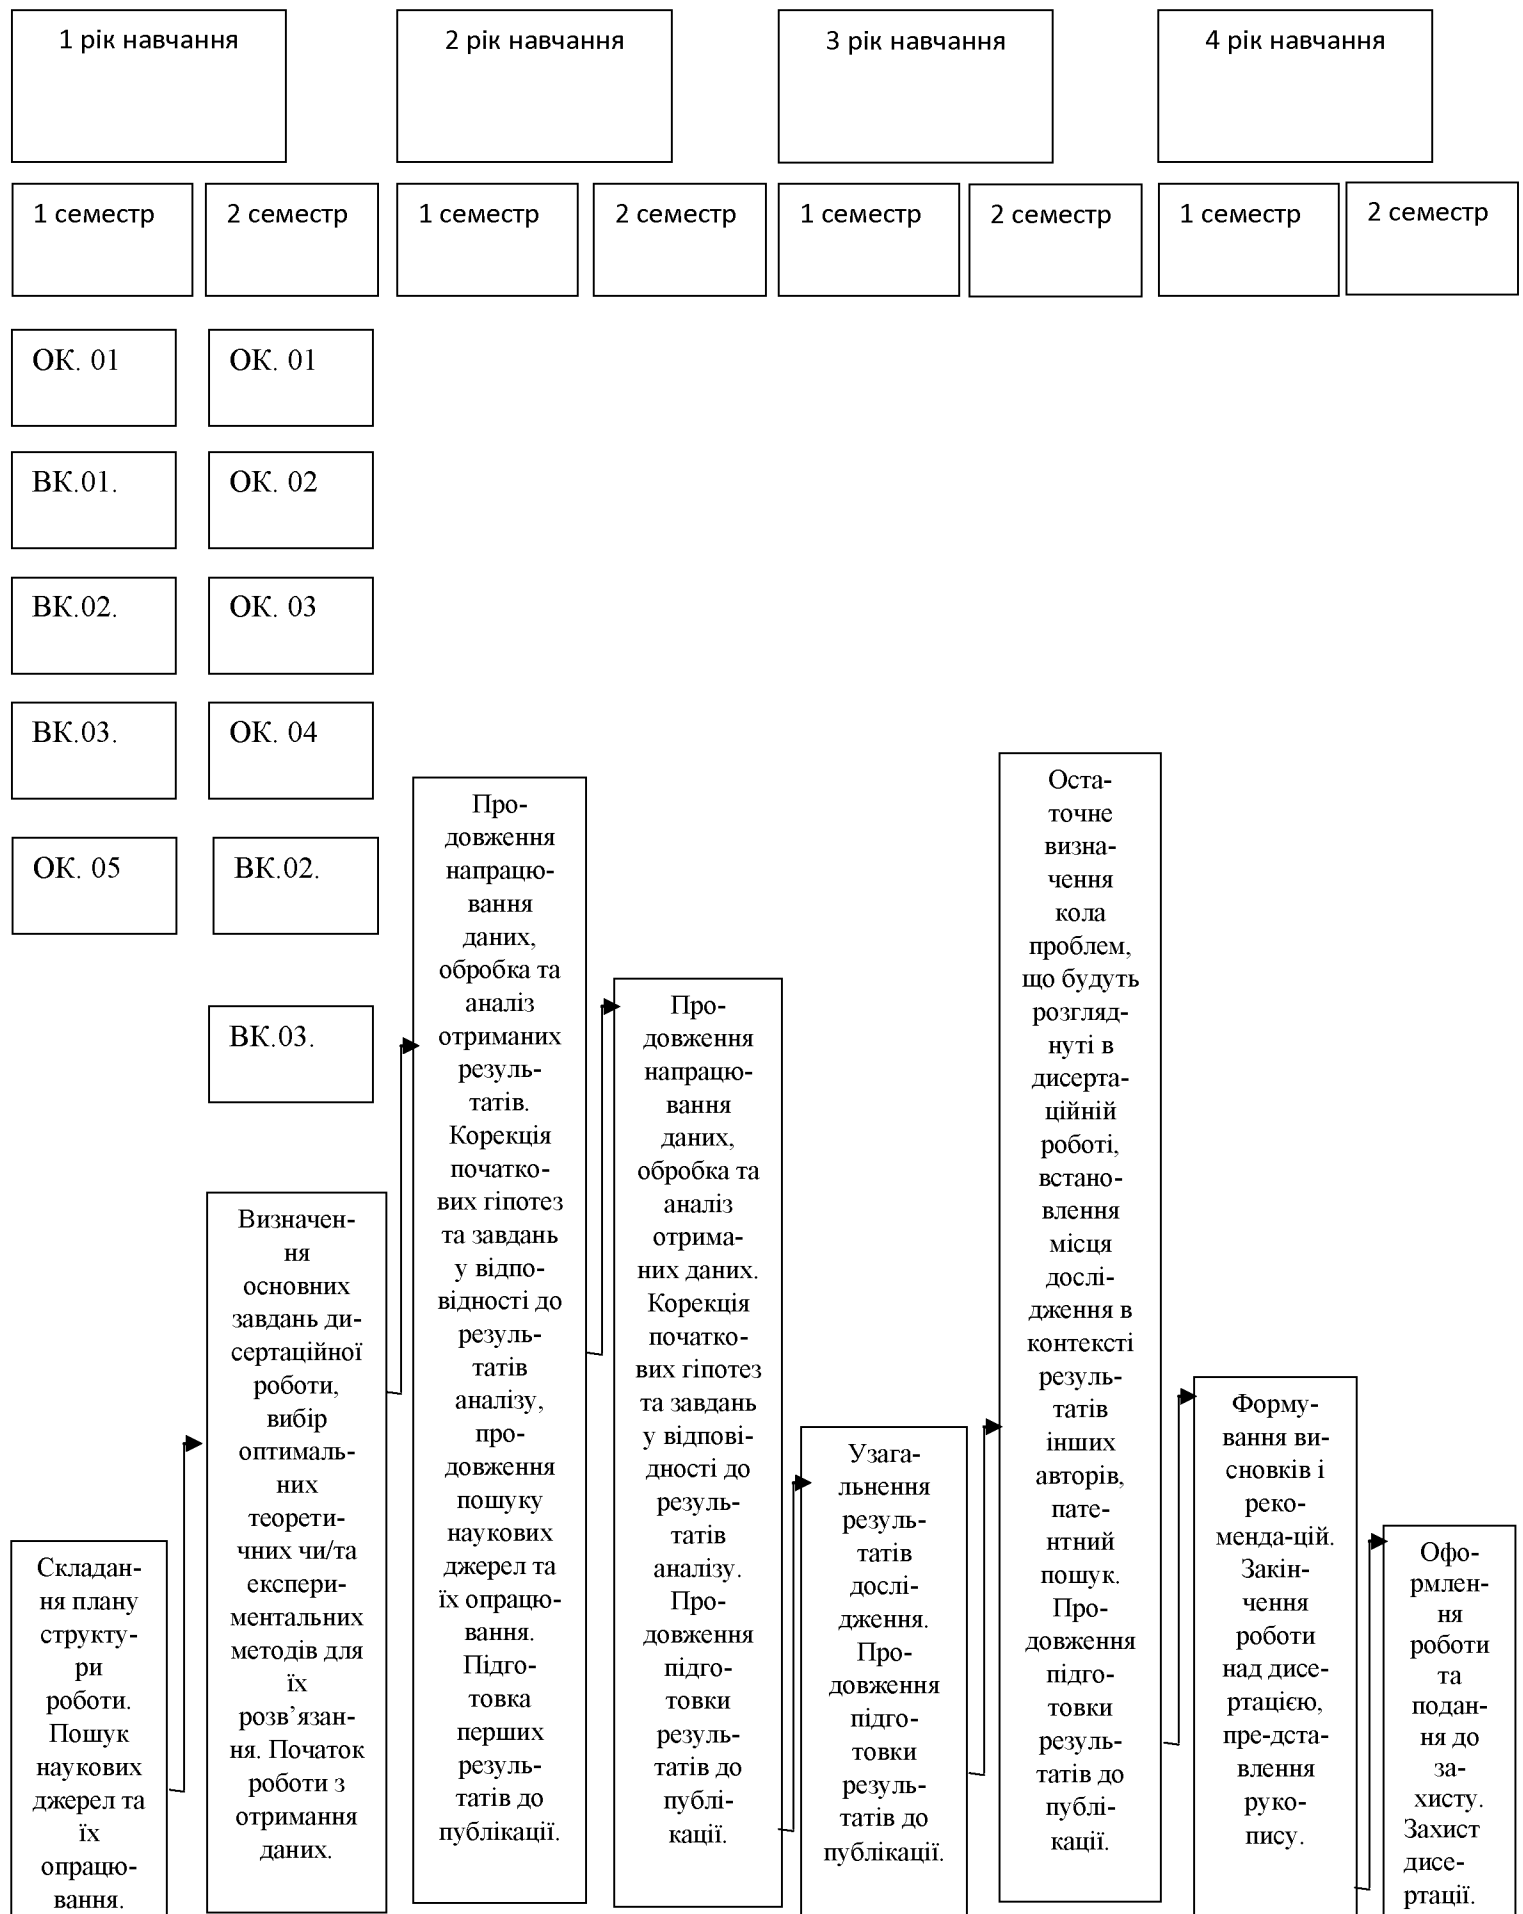 1 рік навчання
2 рік навчання
3 рік навчання
4 рік навчання
1 семестр
2 семестр
1 семестр
2 семестр
1 семестр
2 семестр
1 семестр
2 семестр
ОК. 01
ОК. 01
ВК.01.
ОК. 02
ВК.02.
ОК. 03
ВК.03.
ОК. 04
ОК. 05
ВК.02.
ВК.03.
Складан-
ня плану
структу-
ри
роботи.
Пошук
наукових
джерел та
їх
опрацю-
вання.
Визначен-
ня
основних
завдань ди-
сертаційної
роботи,
вибір
оптималь-
них
теорети-
чних чи/та
експери-
ментальних
методів для
їх
розв’язан-
ня. Початок
роботи з
отримання
даних.
Про-
довження
напрацю-
вання
даних,
обробка та
аналіз
отриманих
резуль-
татів.
Корекція
початко-
вих гіпотез
та завдань
у відпо-
відності до
резуль-
татів
аналізу,
про-
довження
пошуку
наукових
джерел та
їх опрацю-
вання.
Підго-
товка
перших
резуль-
татів до
публікації.
Про-
довження
напрацю-
вання
даних,
обробка та
аналіз
отрима-
них даних.
Корекція
початко-
вих гіпотез
та завдань
у відпові-
дності до
резуль-
татів
аналізу.
Про-
довження
підго-
товки
резуль-
татів до
публі-
кації.
Узага-
льнення
резуль-
татів
дослі-
дження.
Про-
довження
підго-
товки
резуль-
татів до
публікації.
Оста-
точне
визна-
чення
кола
проблем,
що будуть
розгляд-
нуті в
дисерта-
ційній
роботі,
встано-
влення
місця
дослі-
дження в
контексті
резуль-
татів
інших
авторів,
пате-
нтний
пошук.
Про-
довження
підго-
товки
резуль-
татів до
публі-
кації.
Форму-
вання ви-
сновків і
реко-
менда-цій.
Закін-
чення
роботи
над дисе-
ртацією,
пре-дста-
влення
руко-
пису.
Офо-
рмлен-
ня
роботи
та
подан-
ня до
за-
хисту.
Захист
дисе-
ртації.